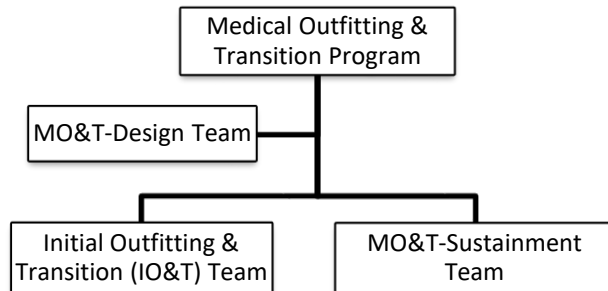 Medical Outfitting &
Transition Program
MO&T-Design Team
Initial Outfitting &
Transition (IO&T) Team
MO&T-Sustainment
Team